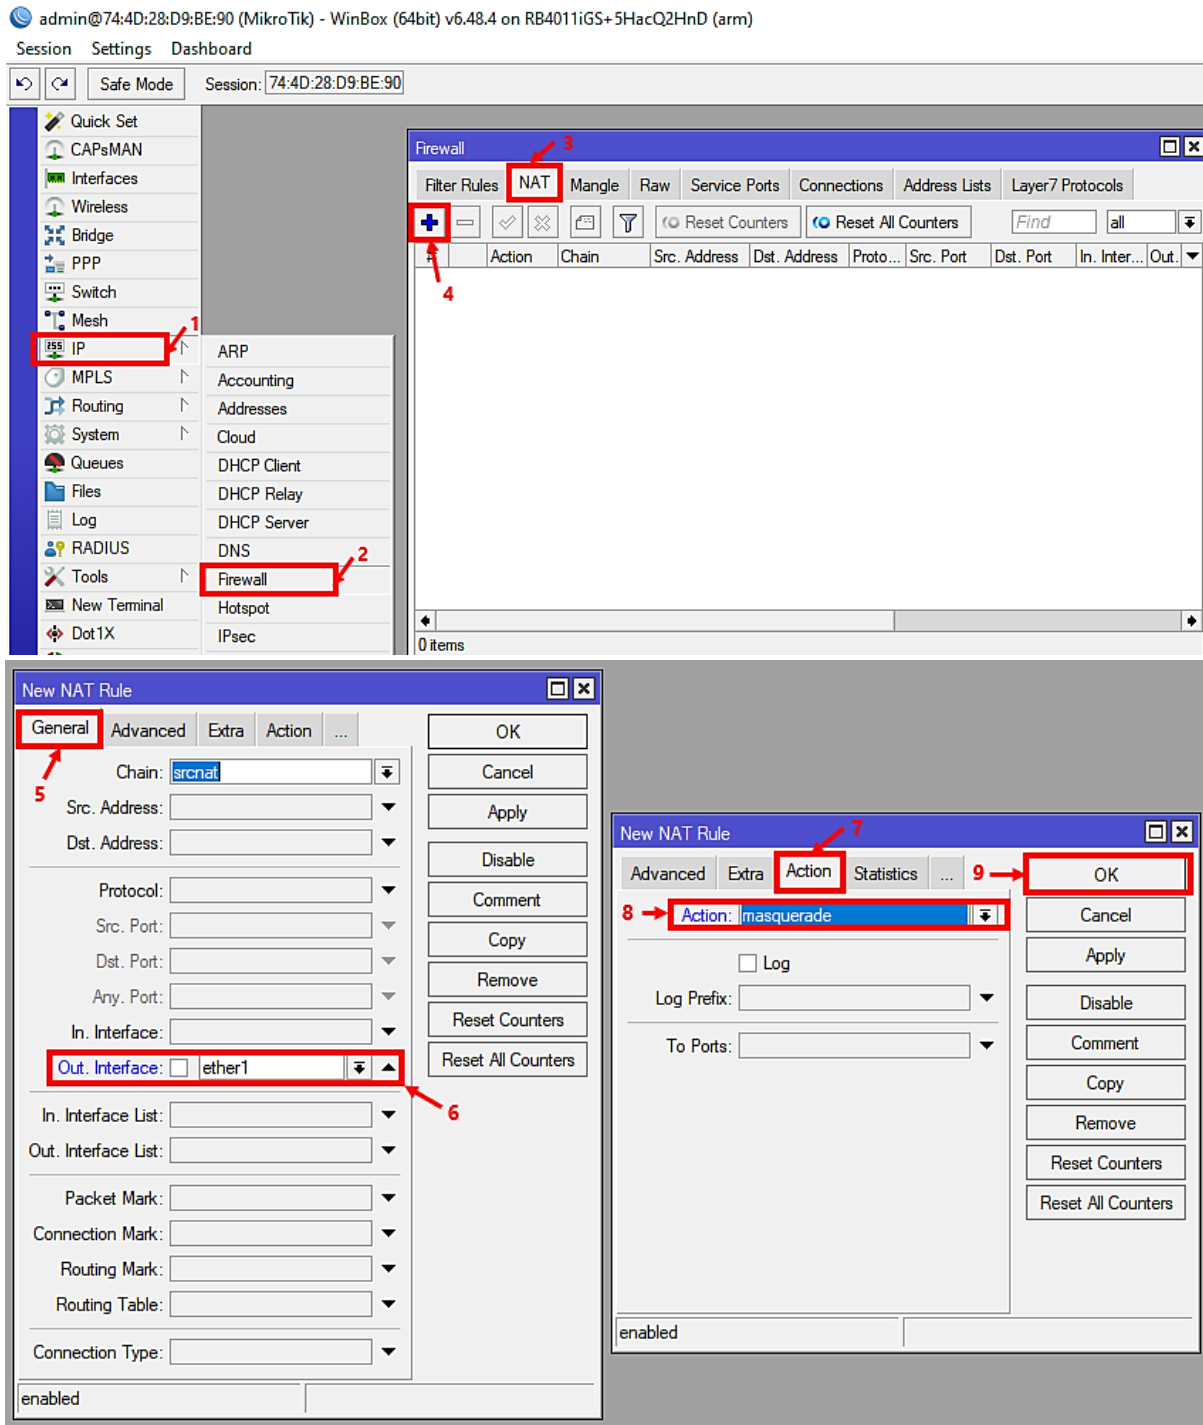 admin@74:4D:28:D9:BE:90 (MikroTik) - WinBox (64bit) v6.48.4 on RB4011iGS+5HacQ2HnD (arm)
Session Settings Dashboard
Safe Mode Session: 74:4D:28:D9:BE:90
Quick Set
CAPsMAN
Interfaces
Wireless
Bridge
PPP
Switch
Mesh
1
IP
MPLS
Routing
System
Queues
Files
Log
RADIUS
Tools
New Terminal
Dot1X
ARP
Accounting
Addresses
Cloud
DHCP Client
DHCP Relay
DHCP Server
DNS
2
Firewall
Hotspot
IPsec
Firewall
3
Filter Rules NAT Mangle Raw Service Ports Connections Address Lists Layer7 Protocols
Reset Counters Reset All Counters Find all
# Action Chain Src. Address Dst. Address Proto... Src. Port Dst. Port In. Inter... Out.
4
0 items
New NAT Rule
General Advanced Extra Action ...
5
Chain: srcnat
Src. Address:
Dst. Address:
Protocol:
Src. Port:
Dst. Port:
Any. Port:
In. Interface:
Out. Interface: ether1
6
In. Interface List:
Out. Interface List:
Packet Mark:
Connection Mark:
Routing Mark:
Routing Table:
Connection Type:
enabled
OK
Cancel
Apply
Disable
Comment
Copy
Remove
Reset Counters
Reset All Counters
New NAT Rule
7
Advanced Extra Action Statistics ...
8
Action: masquerade
Log
Log Prefix:
To Ports:
enabled
9
OK
Cancel
Apply
Disable
Comment
Copy
Remove
Reset Counters
Reset All Counters